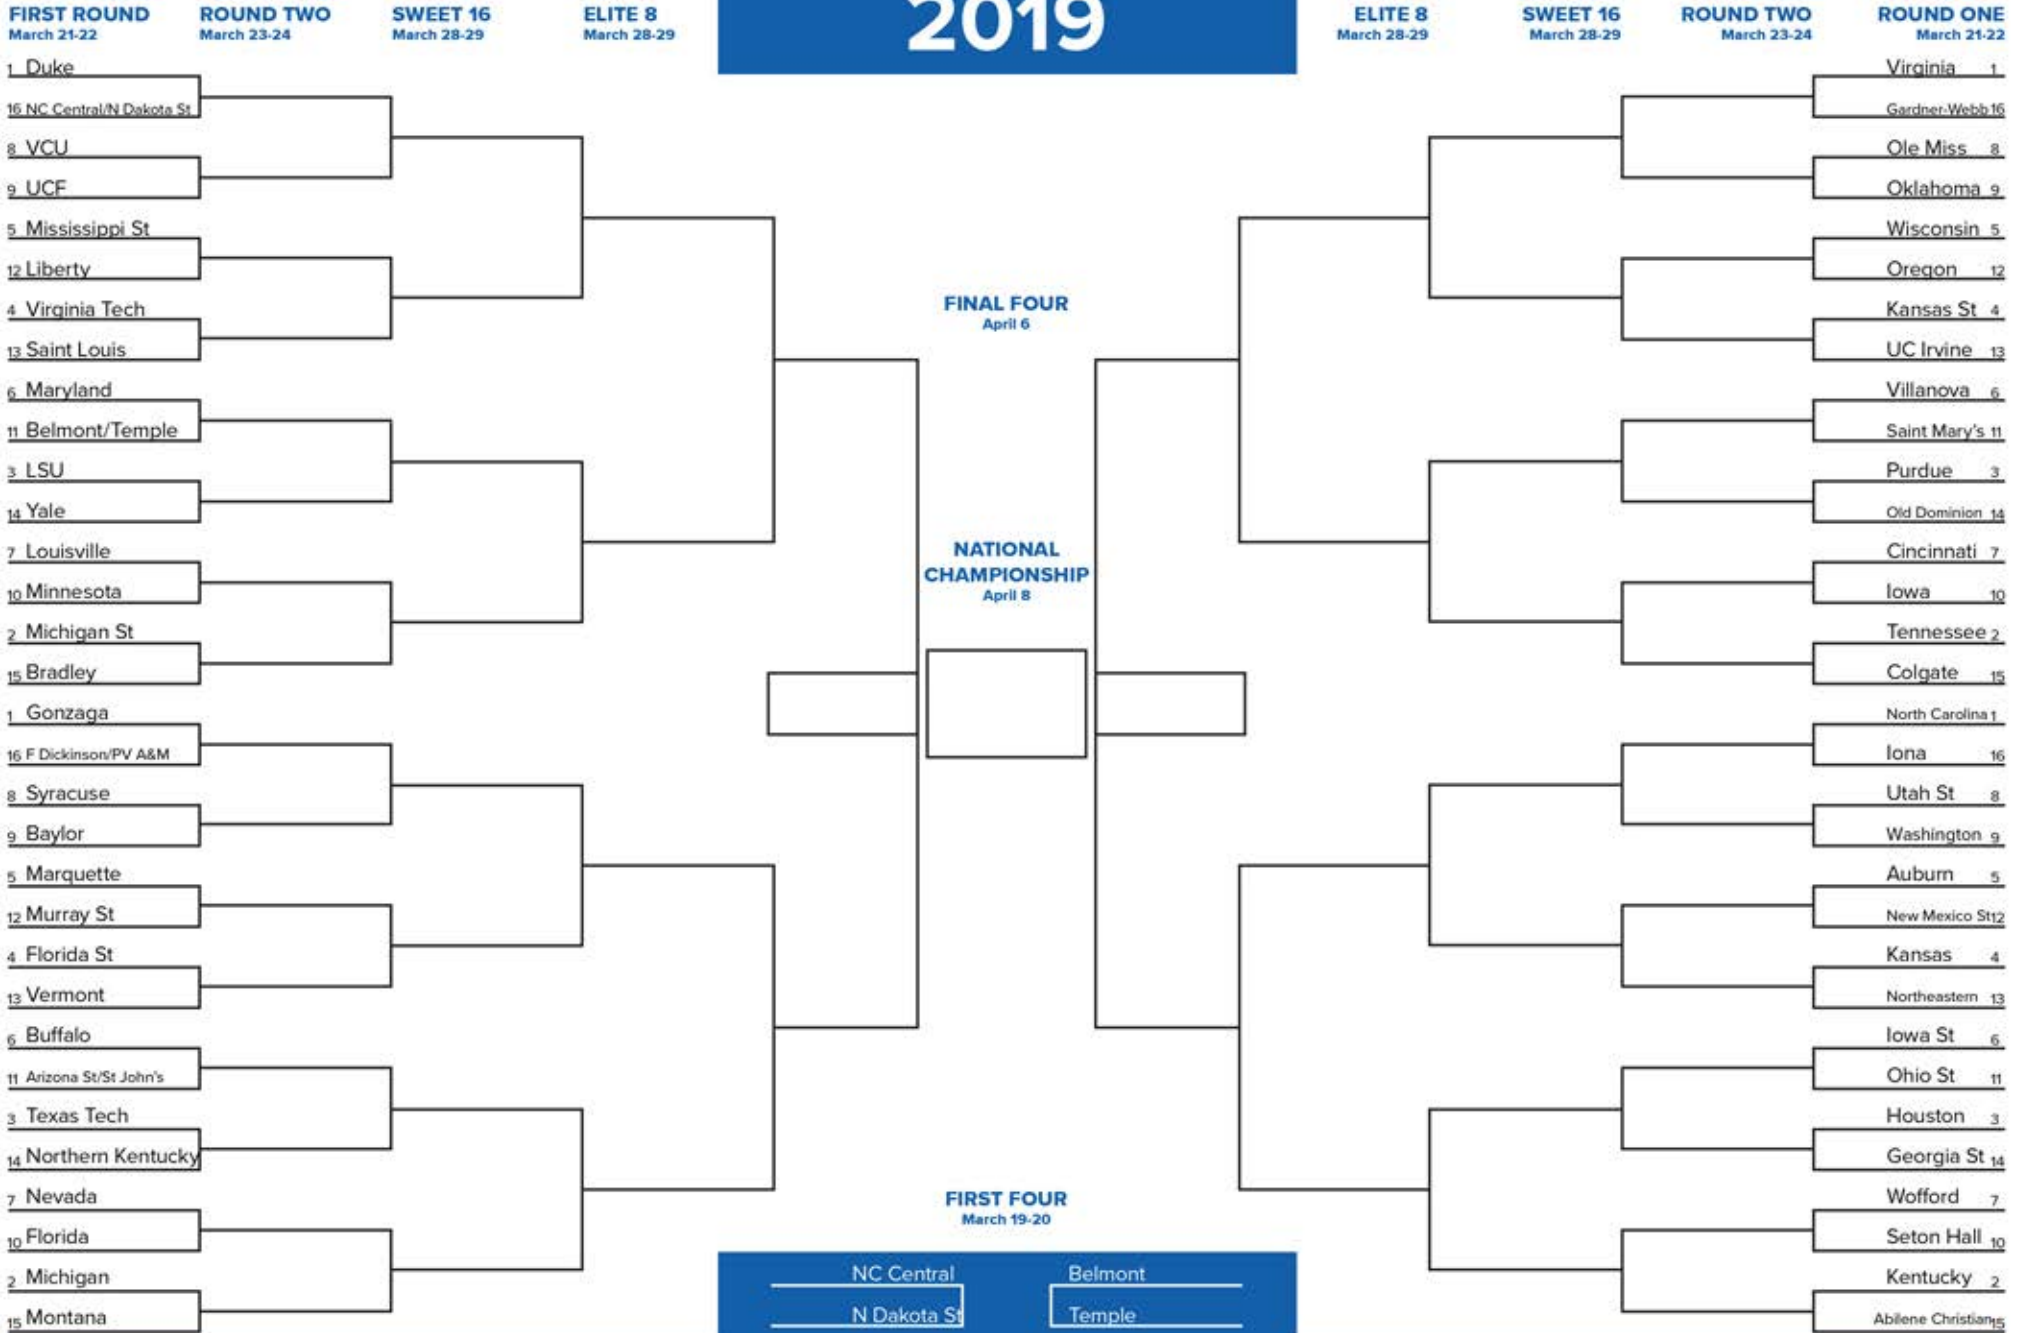 2019
FIRST ROUND
March 21-22
ROUND TWO
March 23-24
SWEET 16
March 28-29
ELITE 8
March 28-29
ELITE 8
March 28-29
SWEET 16
March 28-29
ROUND TWO
March 23-24
ROUND ONE
March 21-22
1 Duke
16 NC Central/N Dakota St
8 VCU
9 UCF
5 Mississippi St
12 Liberty
4 Virginia Tech
13 Saint Louis
6 Maryland
11 Belmont/Temple
3 LSU
14 Yale
7 Louisville
10 Minnesota
2 Michigan St
15 Bradley
1 Gonzaga
16 F Dickinson/PV A&M
8 Syracuse
9 Baylor
5 Marquette
12 Murray St
4 Florida St
13 Vermont
6 Buffalo
11 Arizona St/St John's
3 Texas Tech
14 Northern Kentucky
7 Nevada
10 Florida
2 Michigan
15 Montana
FINAL FOUR
April 6
NATIONAL
CHAMPIONSHIP
April 8
FIRST FOUR
March 19-20
NC Central
N Dakota St
Belmont
Temple
Virginia 1
Gardner-Webb 16
Ole Miss 8
Oklahoma 9
Wisconsin 5
Oregon 12
Kansas St 4
UC Irvine 13
Villanova 6
Saint Mary's 11
Purdue 3
Old Dominion 14
Cincinnati 7
Iowa 10
Tennessee 2
Colgate 15
North Carolina 1
Iona 16
Utah St 8
Washington 9
Auburn 5
New Mexico St 12
Kansas 4
Northeastern 13
Iowa St 6
Ohio St 11
Houston 3
Georgia St 14
Wofford 7
Seton Hall 10
Kentucky 2
Abilene Christian 15